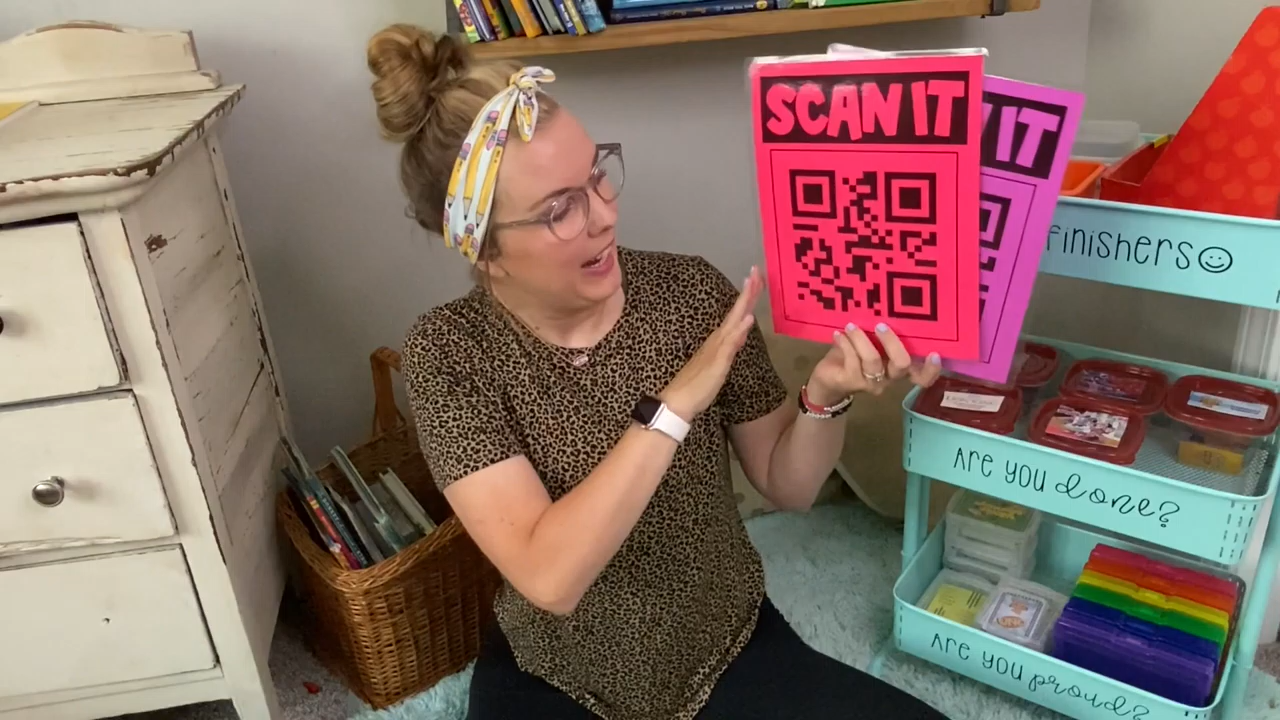 SCAN IT
IT
finishers
Are you done?
Are you proud?